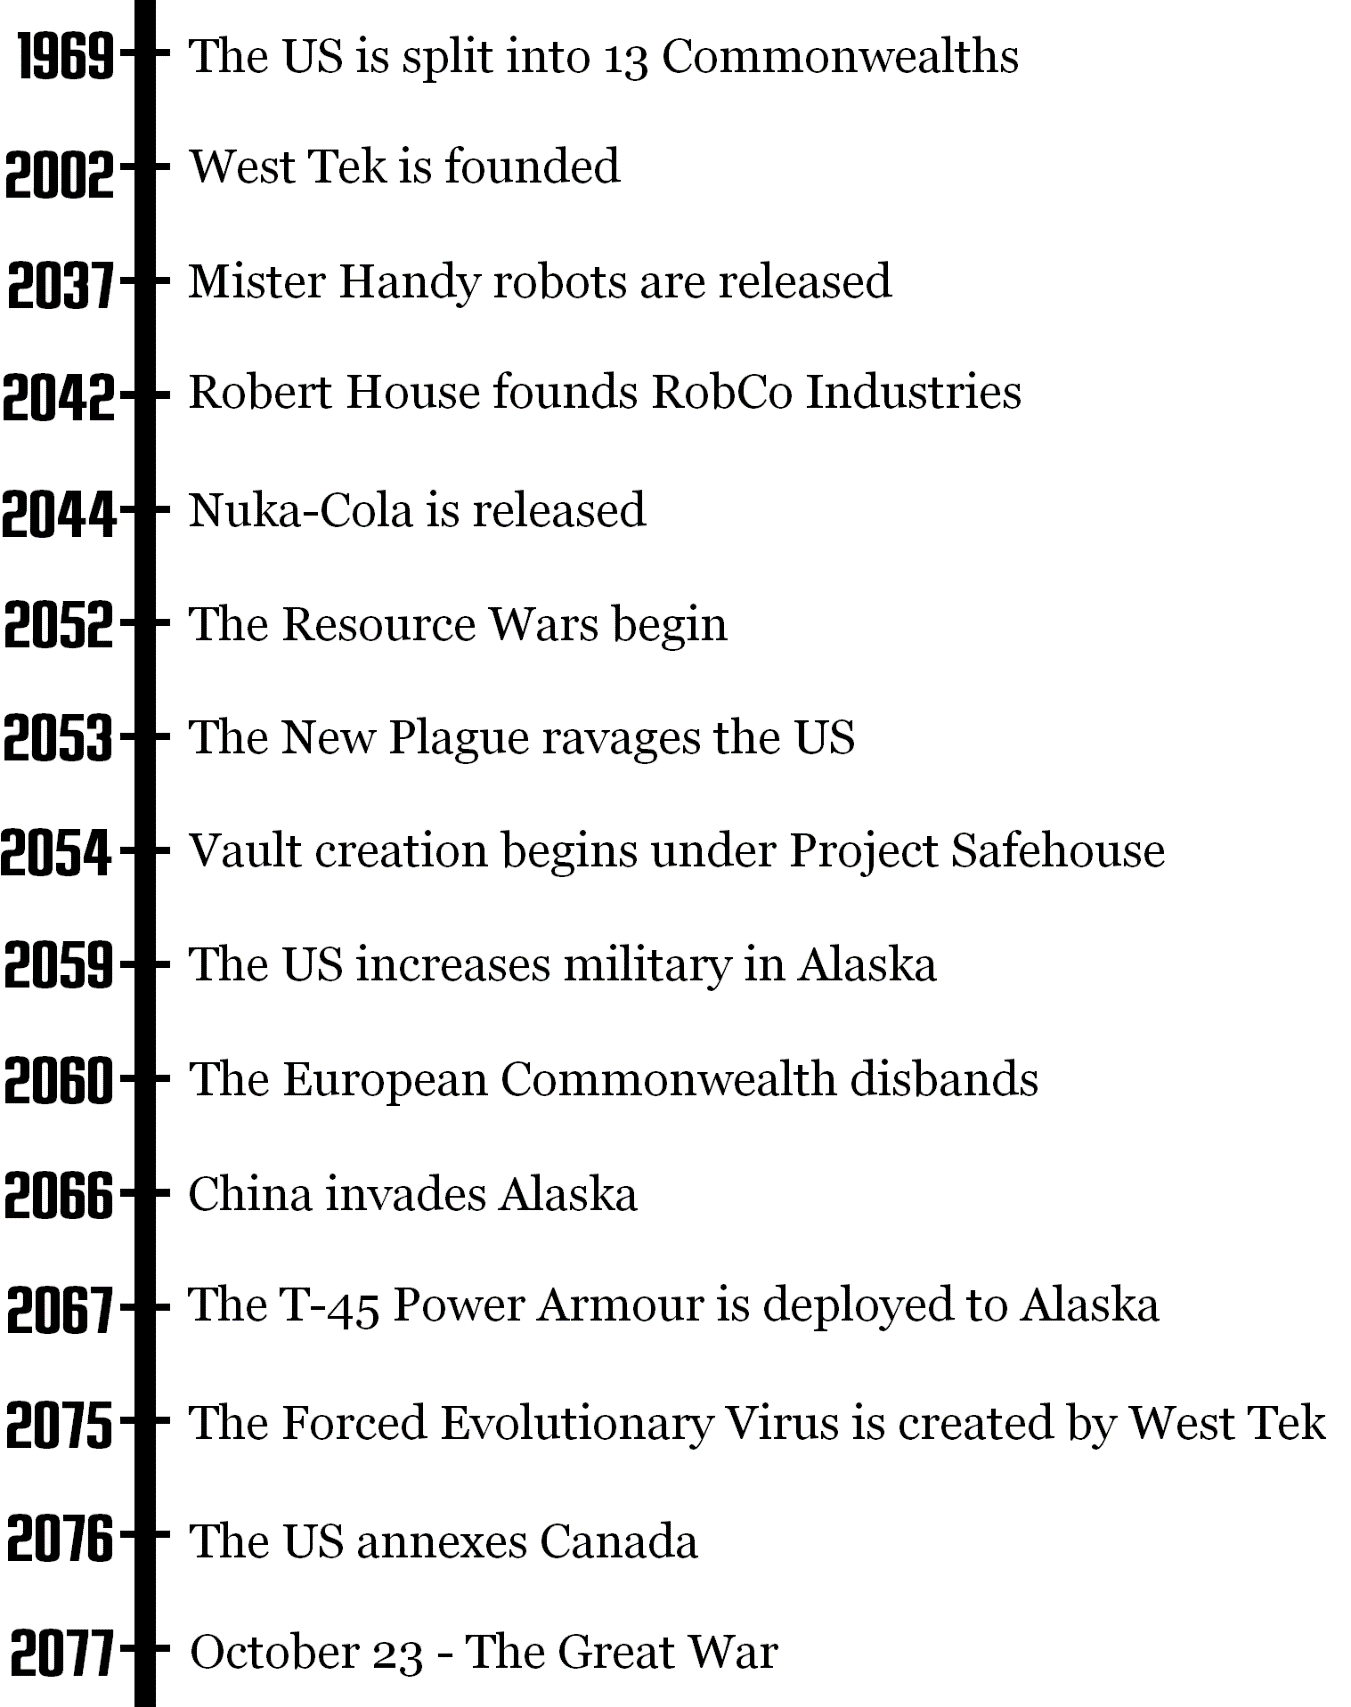 1969 The US is split into 13 Commonwealths
2002 West Tek is founded
2037 Mister Handy robots are released
2042 Robert House founds RobCo Industries
2044 Nuka-Cola is released
2052 The Resource Wars begin
2053 The New Plague ravages the US
2054 Vault creation begins under Project Safehouse
2059 The US increases military in Alaska
2060 The European Commonwealth disbands
2066 China invades Alaska
2067 The T-45 Power Armour is deployed to Alaska
2075 The Forced Evolutionary Virus is created by West Tek
2076 The US annexes Canada
2077 October 23 - The Great War